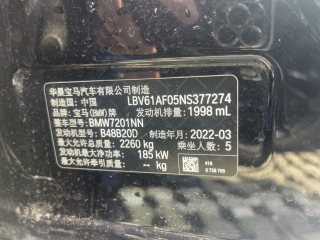 华晨宝马汽车有限公司制造
制造国: 中国 LBV61AF05NS377274
品牌: 宝马(BMW)牌 发动机排量: 1998 mL
整车型号: BMW7201NN
发动机型号: B48B20D 制造年月: 2022-03
最大允许总质量: 2260 kg 乘坐人数: 5
发动机最大净功率: 185 kW
最大允许牵引质量: -- kg